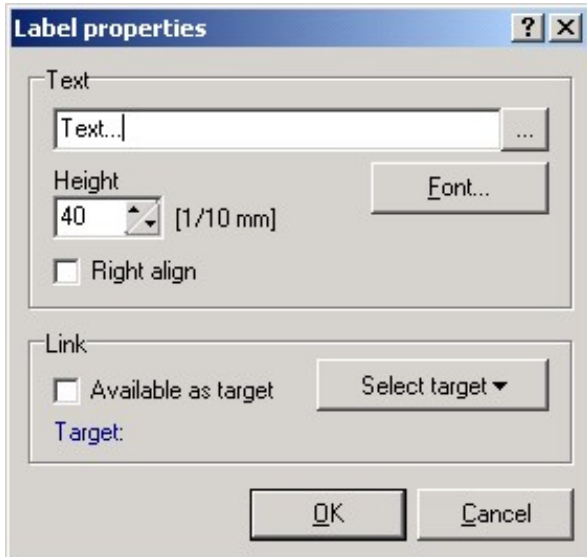 Label properties
Text
Text...
...
Height
40
[1/10 mm]
Font...
Right align
Link
Available as target
Select target
Target:
OK
Cancel